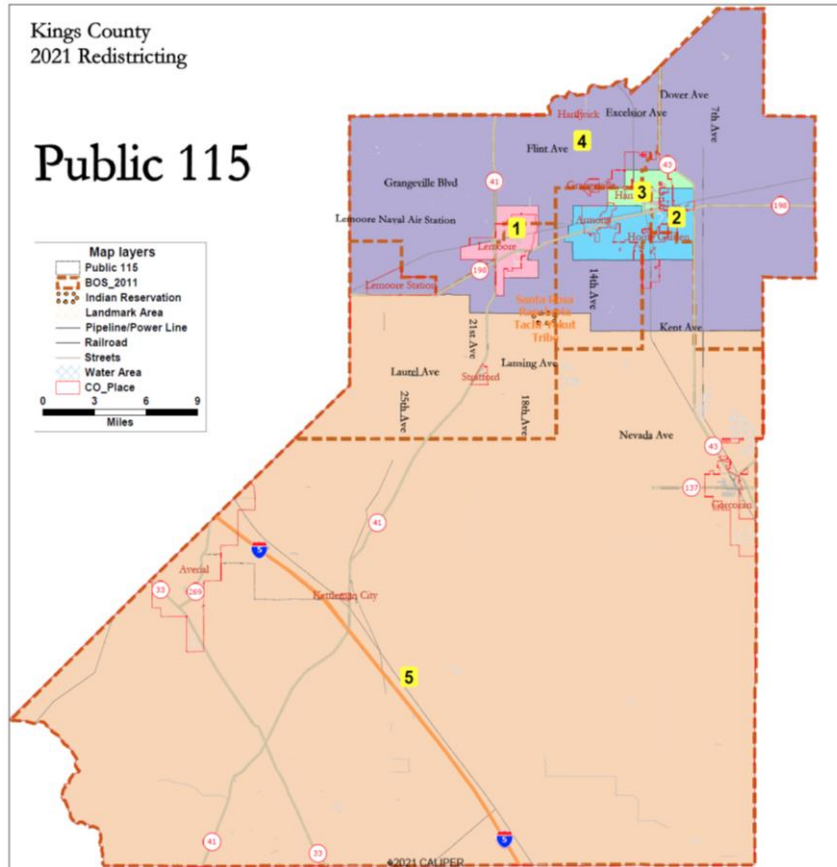 Kings County
2021 Redistricting
Public 115
Map layers
Public 115
BOS_2011
Indian Reservation
Landmark Area
Pipeline/Power Line
Railroad
Streets
Water Area
CO_Place
0 3 6 9
Miles
Dover Ave
Hardwick
Excelsior Ave
7th Ave
4
Flint Ave
43
41
Grangeville Blvd
3
198
Lemoore Naval Air Station
1
2
Armona
Lemoore
198
Lemoore Station
14th Ave
Santa Rosa
Rancheria
Tachi Yokut
Tribe
21st Ave
Kent Ave
Lansing Ave
Laurel Ave
Stratford
25th Ave
18th Ave
Nevada Ave
43
137
Corcoran
41
5
Avenal
33
269
Kettleman City
5
41
33
5
©2021 CALIPER